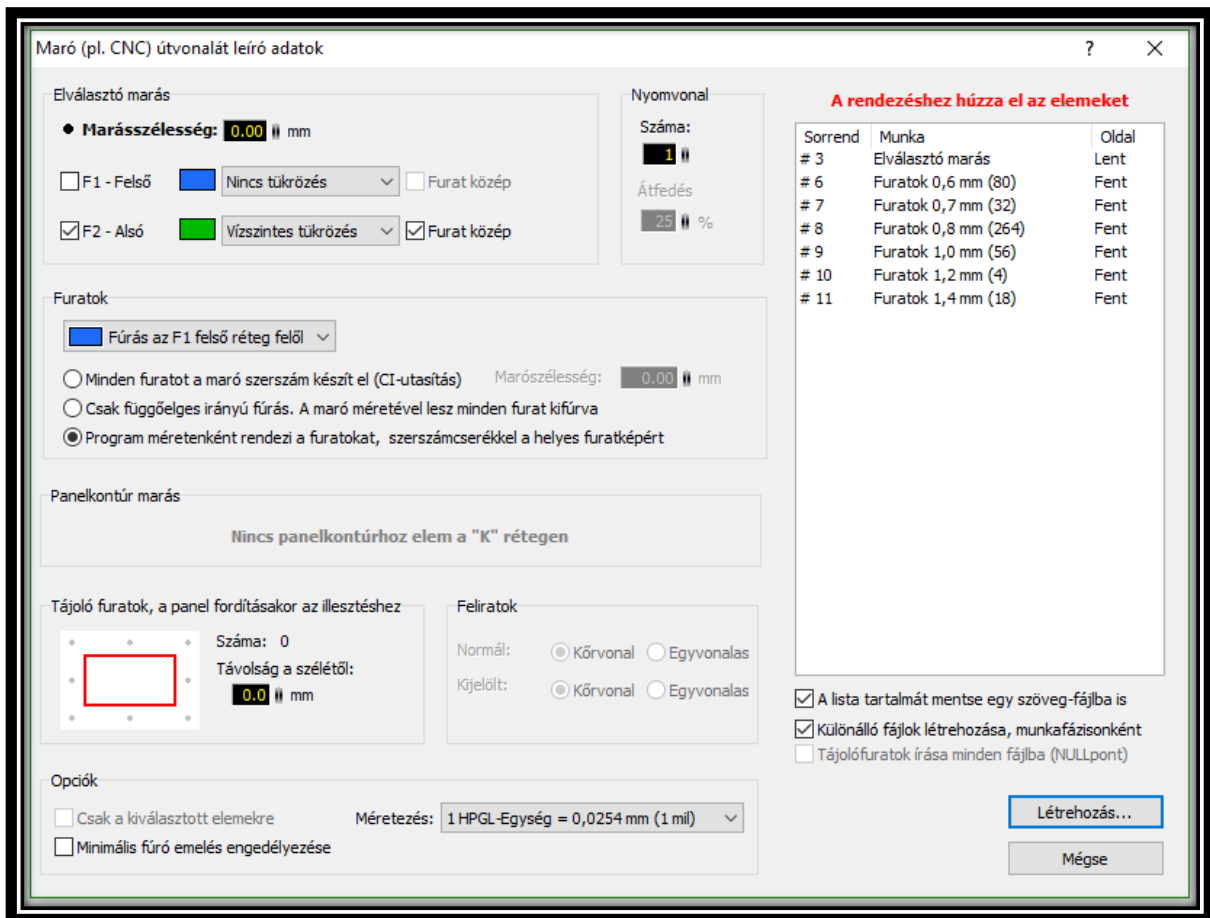 Maró (pl. CNC) útvonalát leíró adatok
Elválasztó marás
Marásszélesség: 0.00 mm
F1 - Felső Nincs tükrözés Furat közép
F2 - Alsó Vízszintes tükrözés Furat közép
Nyomvonal
Száma:
1
Átfedés
25 %
Furatok
Fúrás az F1 felső réteg felől
Minden furatot a maró szerszám készít el (CI-utasítás) Marószélesség: 0.00 mm
Csak függőelges irányú fúrás. A maró méretével lesz minden furat kifúrva
Program méretenként rendezi a furatokat, szerszámcserékkel a helyes furatképért
Panelkontúr marás
Nincs panelkontúrhoz elem a "K" rétegen
Tájoló furatok, a panel fordításakor az illesztéshez
Száma: 0
Távolság a szélétől:
0.0 mm
Feliratok
Normál: Kőrvonal Egyvonalas
Kijelölt: Kőrvonal Egyvonalas
Opciók
Csak a kiválasztott elemekre Méretezés: 1 HPGL-Egység = 0,0254 mm (1 mil)
Minimális fúró emelés engedélyezése
A rendezéshez húzza el az elemeket
Sorrend Munka Oldal
# 3 Elválasztó marás Lent
# 6 Furatok 0,6 mm (80) Fent
# 7 Furatok 0,7 mm (32) Fent
# 8 Furatok 0,8 mm (264) Fent
# 9 Furatok 1,0 mm (56) Fent
# 10 Furatok 1,2 mm (4) Fent
# 11 Furatok 1,4 mm (18) Fent
A lista tartalmát mentse egy szöveg-fájlba is
Különálló fájlok létrehozása, munkafázisonként
Tájolófuratok írása minden fájlba (NULLpont)
Létrehozás...
Mégse